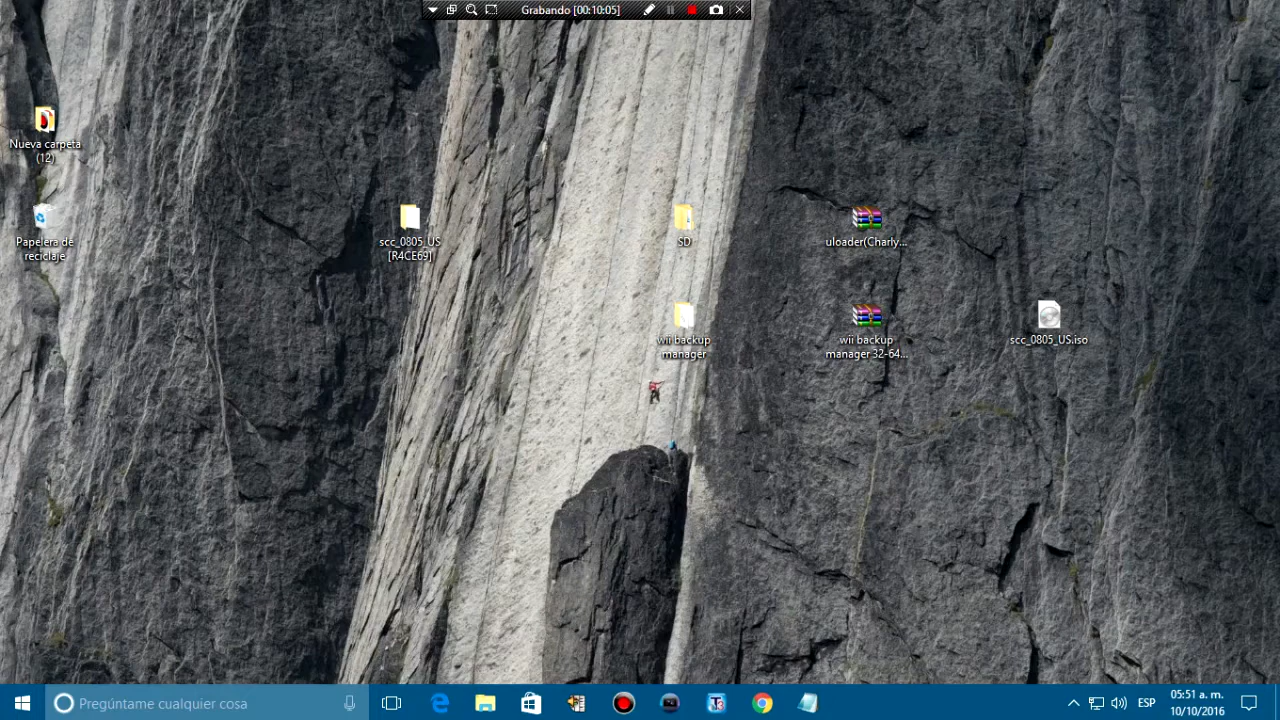 Grabando [00:10:05]
Nueva carpeta
(12)
Papelera de
reciclaje
scc_0805_US
[R4CE69]
SD
uloader(Charly...
wii backup
manager
wii backup
manager 32-64...
scc_0805_US.iso
Pregúntame cualquier cosa
ESP
05:51 a. m.
10/10/2016